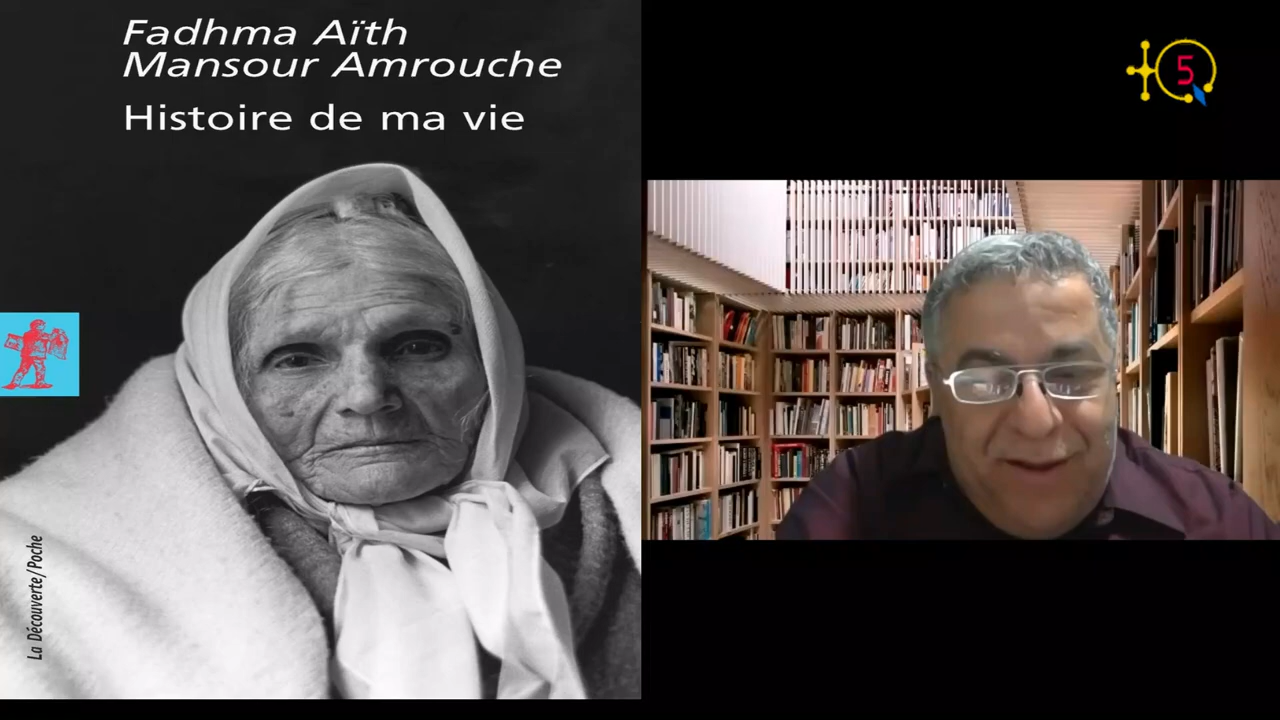 Fadhma Aïth
Mansour Amrouche
Histoire de ma vie
La Découverte/Poche
5